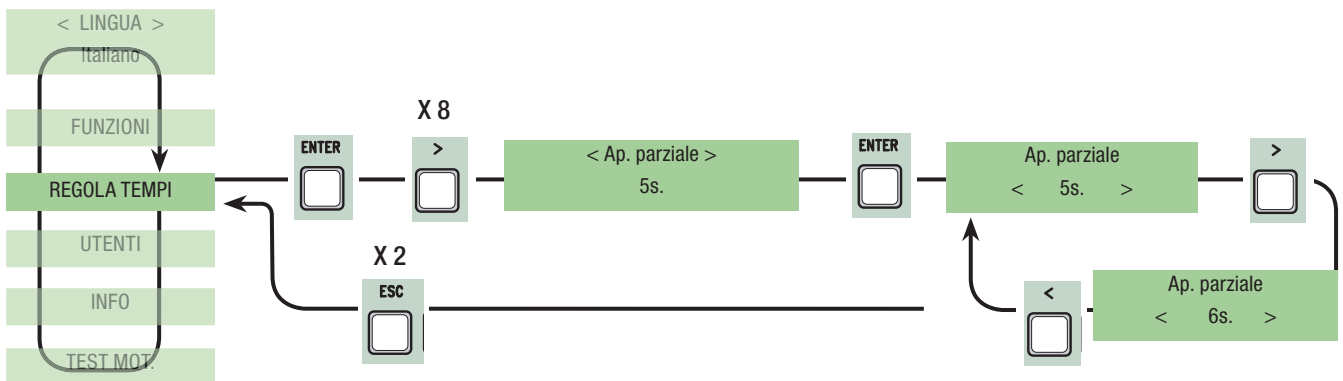 < LINGUA >
Italiano
FUNZIONI
REGOLA TEMPI
UTENTI
INFO
TEST MOT.
ENTER
X 8
>
< Ap. parziale >
5s.
ENTER
Ap. parziale
< 5s. >
>
Ap. parziale
< 6s. >
<
X 2
ESC